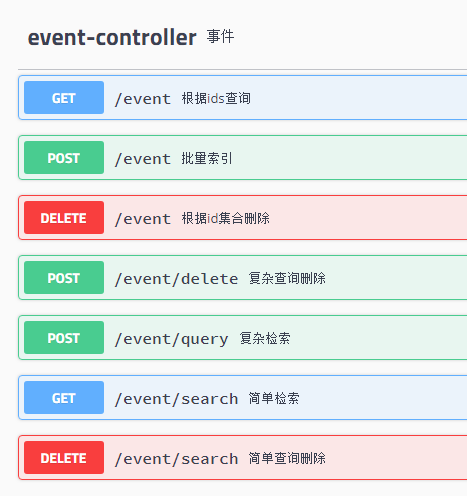 event-controller 事件
GET /event 根据ids查询
POST /event 批量索引
DELETE /event 根据id集合删除
POST /event/delete 复杂查询删除
POST /event/query 复杂检索
GET /event/search 简单检索
DELETE /event/search 简单查询删除